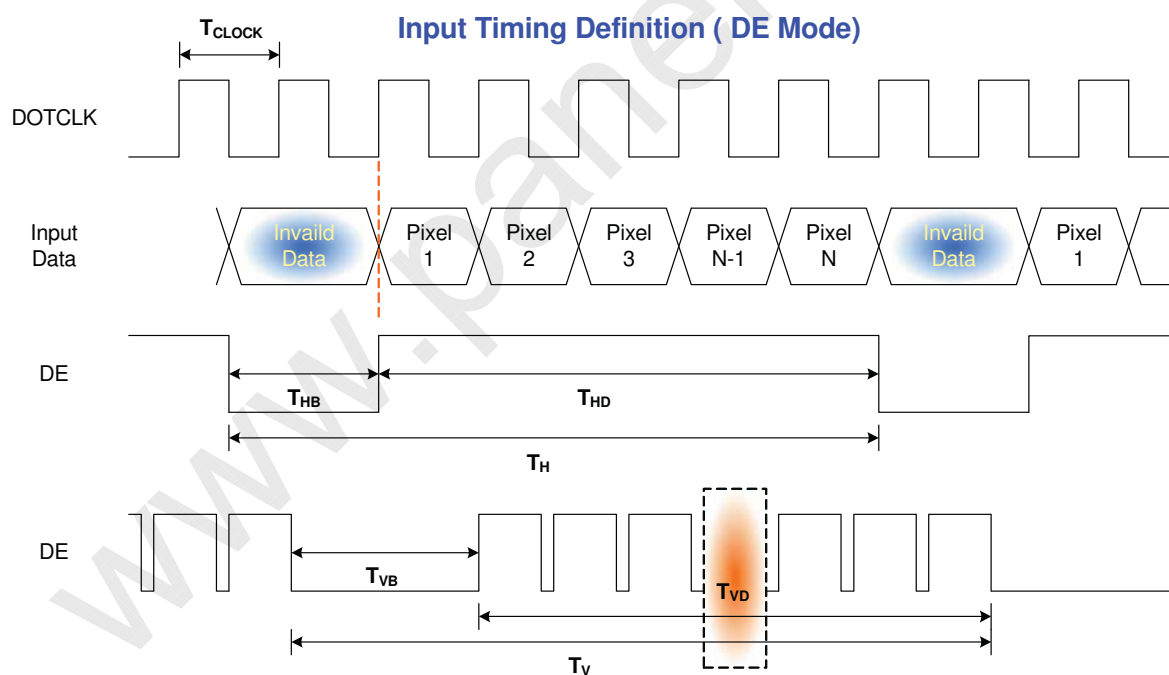 Input Timing Definition ( DE Mode)
TCLOCK
DOTCLK
Input
Data
Invaild
Data
Pixel
1
Pixel
2
Pixel
3
Pixel
N-1
Pixel
N
Invaild
Data
Pixel
1
DE
THB
THD
TH
DE
TVB
TVD
TV
www.pane